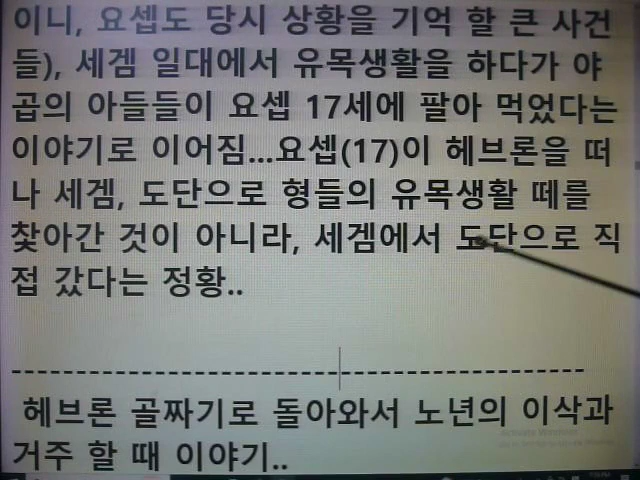 이니, 요셉도 당시 상황을 기억 할 큰 사건
들), 세겜 일대에서 유목생활을 하다가 야
곱의 아들들이 요셉 17세에 팔아 먹었다는
이야기로 이어짐...요셉(17)이 헤브론을 떠
나 세겜, 도단으로 형들의 유목생활 떼를
찿아간 것이 아니라, 세겜에서 도단으로 직
접 갔다는 정황..
--------------------------------------------
헤브론 골짜기로 돌아와서 노년의 이삭과
Activate Windows
거주 할 때 이야기..